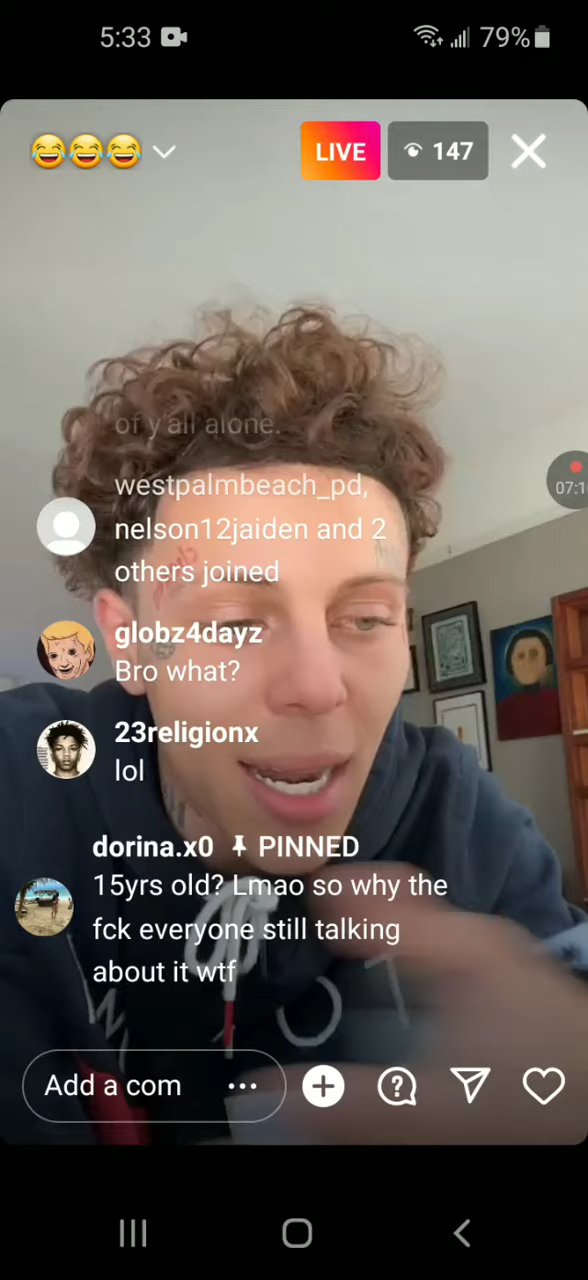 5:33
79%
😂😂😂
LIVE
147
of y'all alone.
westpalmbeach_pd,
nelson12jaiden and 2
others joined
07:1
globz4dayz
Bro what?
23religionx
lol
dorina.x0 PINNED
15yrs old? Lmao so why the
fck everyone still talking
about it wtf
Add a com